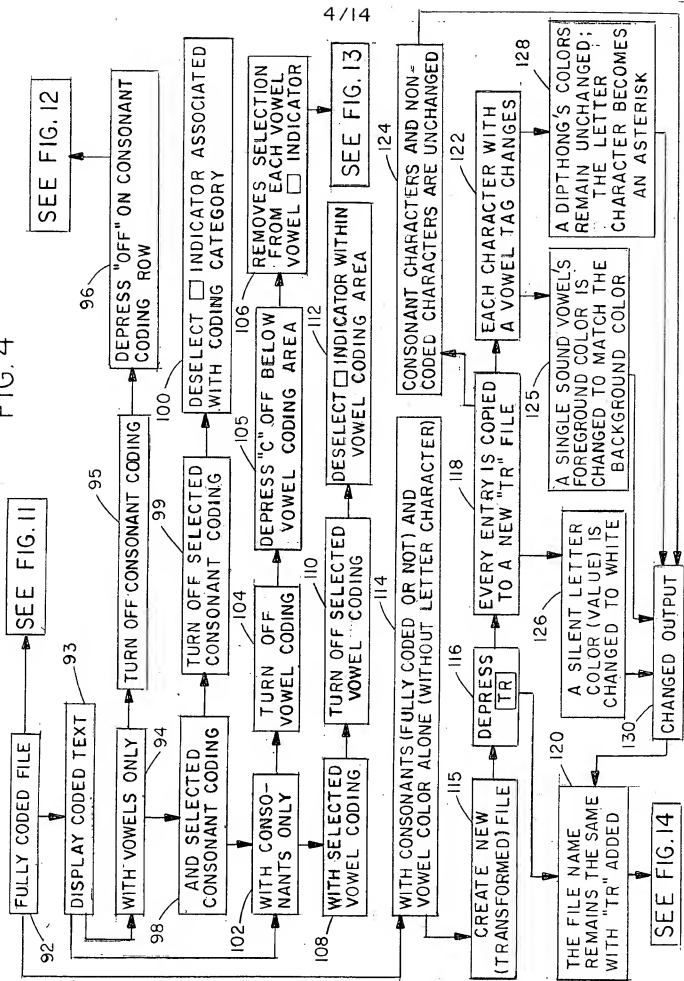 4/14
FIG. 4
FULLY CODED FILE
92
SEE FIG. 11
DISPLAY CODED TEXT
93
WITH VOWELS ONLY
94
TURN OFF CONSONANT CODING
95
DEPRESS "OFF" ON CONSONANT
CODING ROW
96
SEE FIG. 12
AND SELECTED
CONSONANT CODING
98
TURN OFF SELECTED
CONSONANT CODING
99
DESELECT □ INDICATOR ASSOCIATED
WITH CODING CATEGORY
100
WITH CONSO-
NANTS ONLY
102
TURN OFF
VOWEL CODING
104
DEPRESS "C" OFF BELOW
VOWEL CODING AREA
105
REMOVES SELECTION
FROM EACH VOWEL
VOWEL □ INDICATOR
106
SEE FIG. 13
WITH SELECTED
VOWEL CODING
108
TURN OFF SELECTED
VOWEL CODING
110
DESELECT □ INDICATOR WITHIN
VOWEL CODING AREA
112
WITH CONSONANTS (FULLY CODED OR NOT) AND
VOWEL COLOR ALONE (WITHOUT LETTER CHARACTER)
114
CREATE NEW
(TRANSFORMED) FILE
115
DEPRESS
TR
116
EVERY ENTRY IS COPIED
TO A NEW "TR" FILE
118
CONSONANT CHARACTERS AND NON-
CODED CHARACTERS ARE UNCHANGED
124
EACH CHARACTER WITH
A VOWEL TAG CHANGES
122
THE FILE NAME
REMAINS THE SAME
WITH "TR" ADDED
120
SEE FIG. 14
A SILENT LETTER
COLOR (VALUE) IS
CHANGED TO WHITE
126
A SINGLE SOUND VOWEL'S
FOREGROUND COLOR IS
CHANGED TO MATCH THE
BACKGROUND COLOR
125
A DIPTHONG'S COLORS
REMAIN UNCHANGED;
THE LETTER
CHARACTER BECOMES
AN ASTERISK
128
CHANGED OUTPUT
130